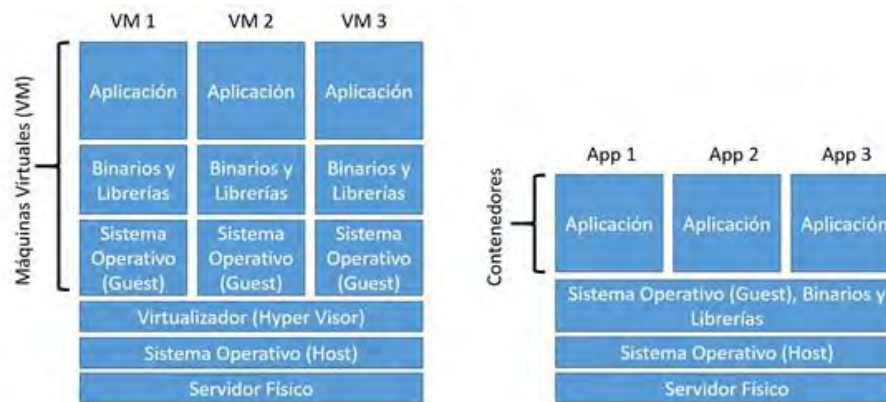 VM 1
VM 2
VM 3
Máquinas Virtuales (VM)
Aplicación
Aplicación
Aplicación
Binarios y
Librerías
Binarios y
Librerías
Binarios y
Librerías
Sistema
Operativo
(Guest)
Sistema
Operativo
(Guest)
Sistema
Operativo
(Guest)
Virtualizador (Hyper Visor)
Sistema Operativo (Host)
Servidor Físico
App 1
App 2
App 3
Contenedores
Aplicación
Aplicación
Aplicación
Sistema Operativo (Guest), Binarios y
Librerías
Sistema Operativo (Host)
Servidor Físico